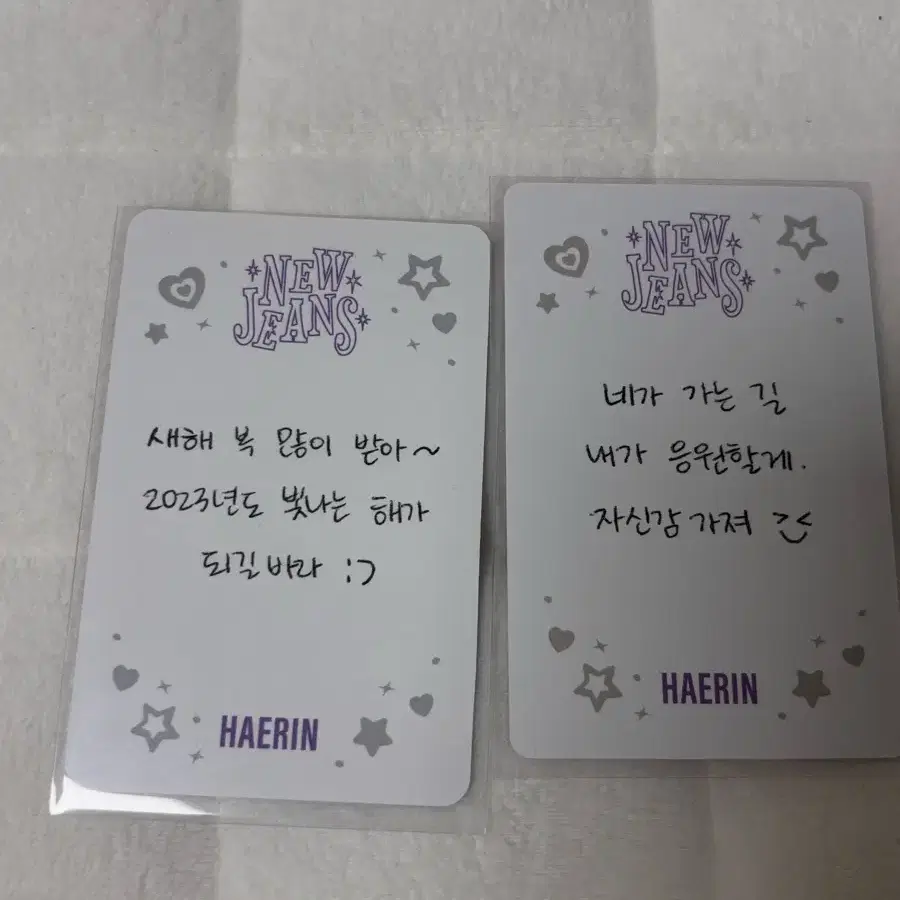 NEW
JEANS
새해 복 많이 받아~
2023년도 빛나는 해가
되길 바라 :)
HAERIN
NEW
JEANS
네가 가는 길
내가 응원할게.
자신감 가져 ><
HAERIN